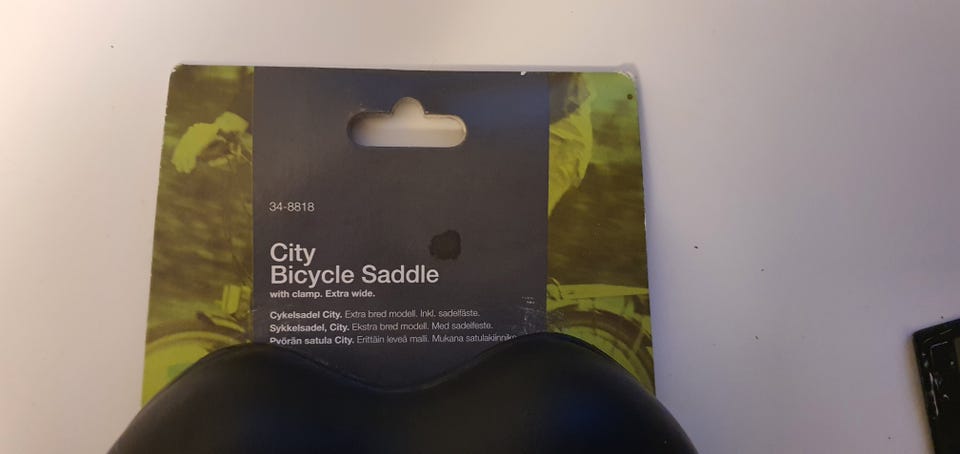 34-8818
City
Bicycle Saddle
with clamp. Extra wide.
Cykelsadel City. Extra bred modell. Inkl. sadelfäste.
Sykkelsadel, City. Ekstra bred modell. Med sadelfeste.
Pyörän satula City. Erittäin leveä malli. Mukana